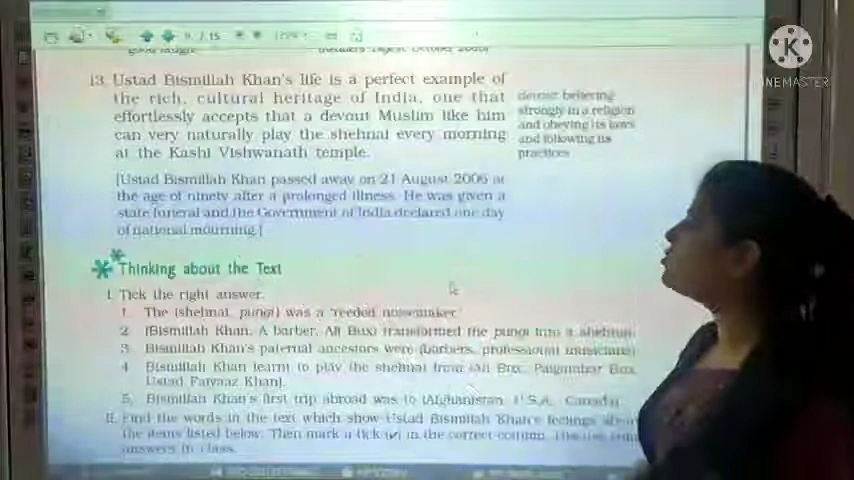 9 / 15
K
KINEMASTER
13. Ustad Bismillah Khan's life is a perfect example of
the rich, cultural heritage of India, one that
effortlessly accepts that a devout Muslim like him
can very naturally play the shehnai every morning
at the Kashi Vishwanath temple.
devout: believing
strongly in a religion
and obeying its laws
and following its
practices
[Ustad Bismillah Khan passed away on 21 August 2006 at
the age of ninety after a prolonged illness. He was given a
state funeral and the Government of India declared one day
of national mourning.]
Thinking about the Text
I. Tick the right answer.
1. The (shehnai, pungi) was a 'reeded noisemaker.'
2. (Bismillah Khan, A barber, Ali Bux) transformed the pungi into a shehnai.
3. Bismillah Khan's paternal ancestors were (barbers, professional musicians).
4. Bismillah Khan learnt to play the shehnai from (Ali Bux, Paigambar Bux,
Ustad Faiyaaz Khan).
5. Bismillah Khan's first trip abroad was to (Afghanistan, U.S.A., Canada).
II. Find the words in the text which show Ustad Bismillah Khan's feelings about
the items listed below. Then mark a tick (✓) in the correct column. Discuss your
answers in class.